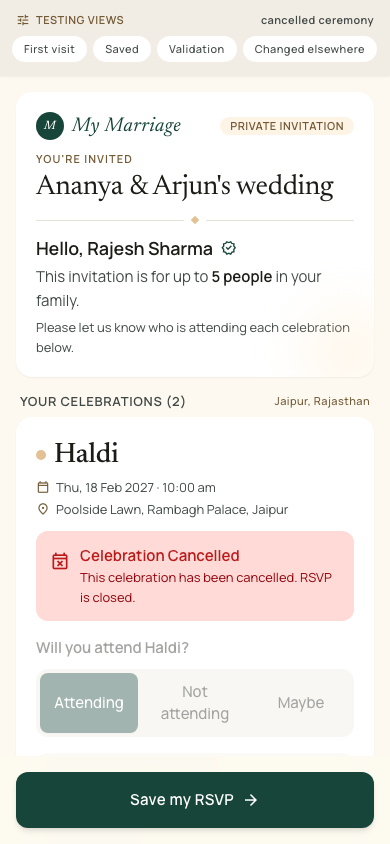 TESTING VIEWS
cancelled ceremony
First visit
Saved
Validation
Changed elsewhere
M
My Marriage
PRIVATE INVITATION
YOU'RE INVITED
Ananya & Arjun's wedding
Hello, Rajesh Sharma
This invitation is for up to 5 people in your
family.
Please let us know who is attending each celebration
below.
YOUR CELEBRATIONS (2)
Jaipur, Rajasthan
Haldi
Thu, 18 Feb 2027 · 10:00 am
Poolside Lawn, Rambagh Palace, Jaipur
Celebration Cancelled
This celebration has been cancelled. RSVP
is closed.
Will you attend Haldi?
Attending
Not
attending
Maybe
Save my RSVP